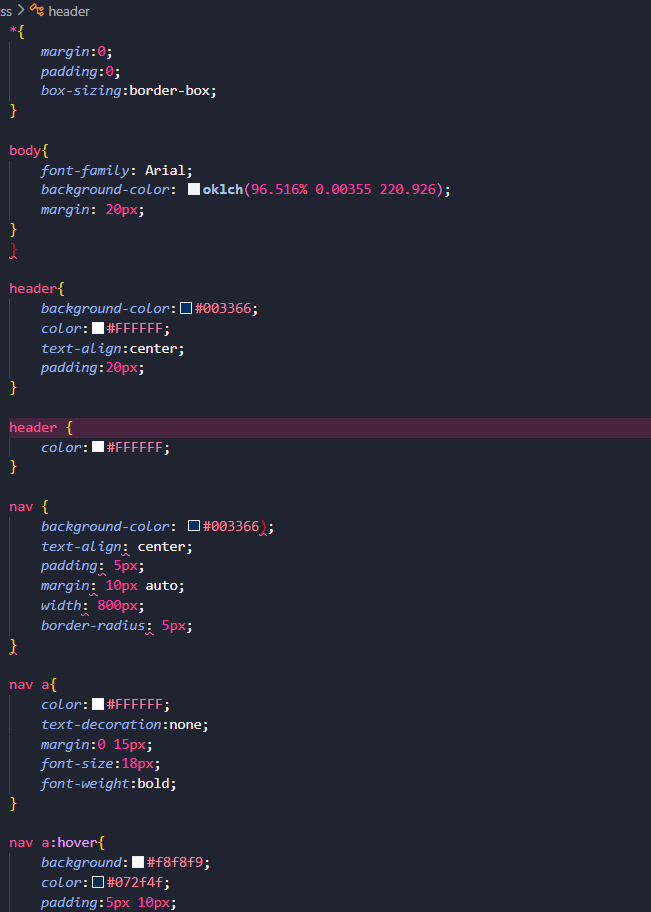 ss > header
*{
margin:0;
padding:0;
box-sizing:border-box;
}
body{
font-family: Arial;
background-color: oklch(96.516% 0.00355 220.926);
margin: 20px;
}
}
header{
background-color:#003366;
color:#FFFFFF;
text-align:center;
padding:20px;
}
header {
color:#FFFFFF;
}
nav {
background-color: #003366);
text-align: center;
padding: 5px;
margin: 10px auto;
width: 800px;
border-radius: 5px;
}
nav a{
color:#FFFFFF;
text-decoration:none;
margin:0 15px;
font-size:18px;
font-weight:bold;
}
nav a:hover{
background:#f8f8f9;
color:#072f4f;
padding:5px 10px;